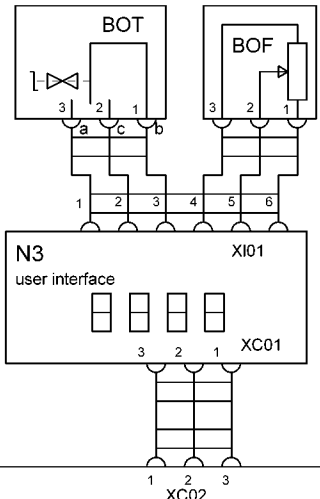 BOT
BOF
3 2 1
3 2 1
a c b
1 2 3 4 5 6
N3 XI01
user interface
3 2 1 XC01
1 2 3
XC02